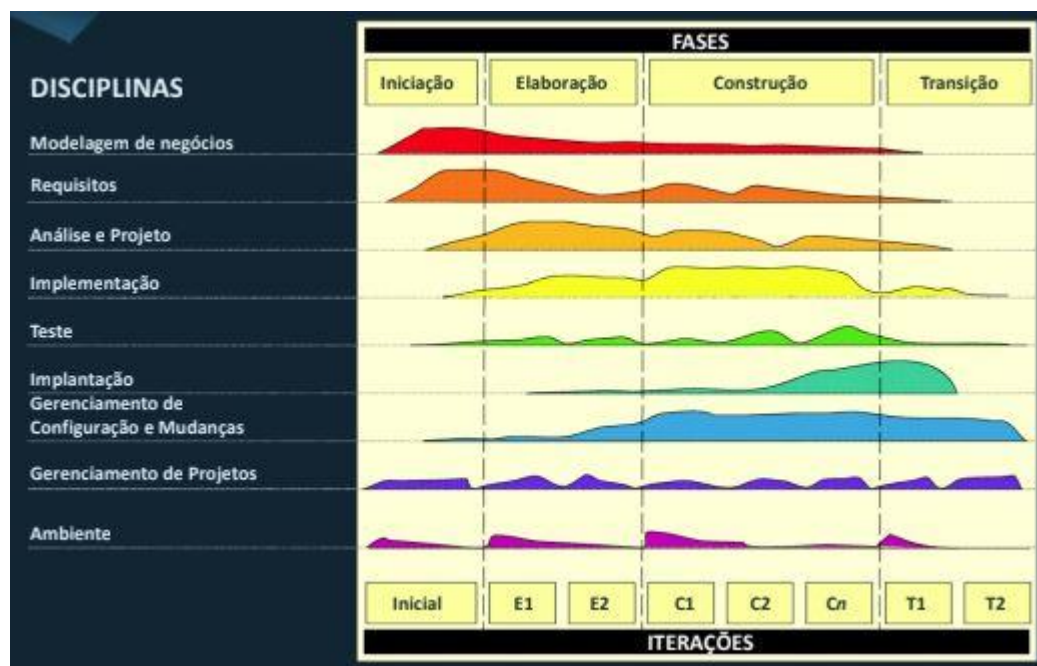 FASES
DISCIPLINAS
Iniciação
Elaboração
Construção
Transição
Modelagem de negócios
Requisitos
Análise e Projeto
Implementação
Teste
Implantação
Gerenciamento de
Configuração e Mudanças
Gerenciamento de Projetos
Ambiente
Inicial
E1
E2
C1
C2
Cn
T1
T2
ITERAÇÕES